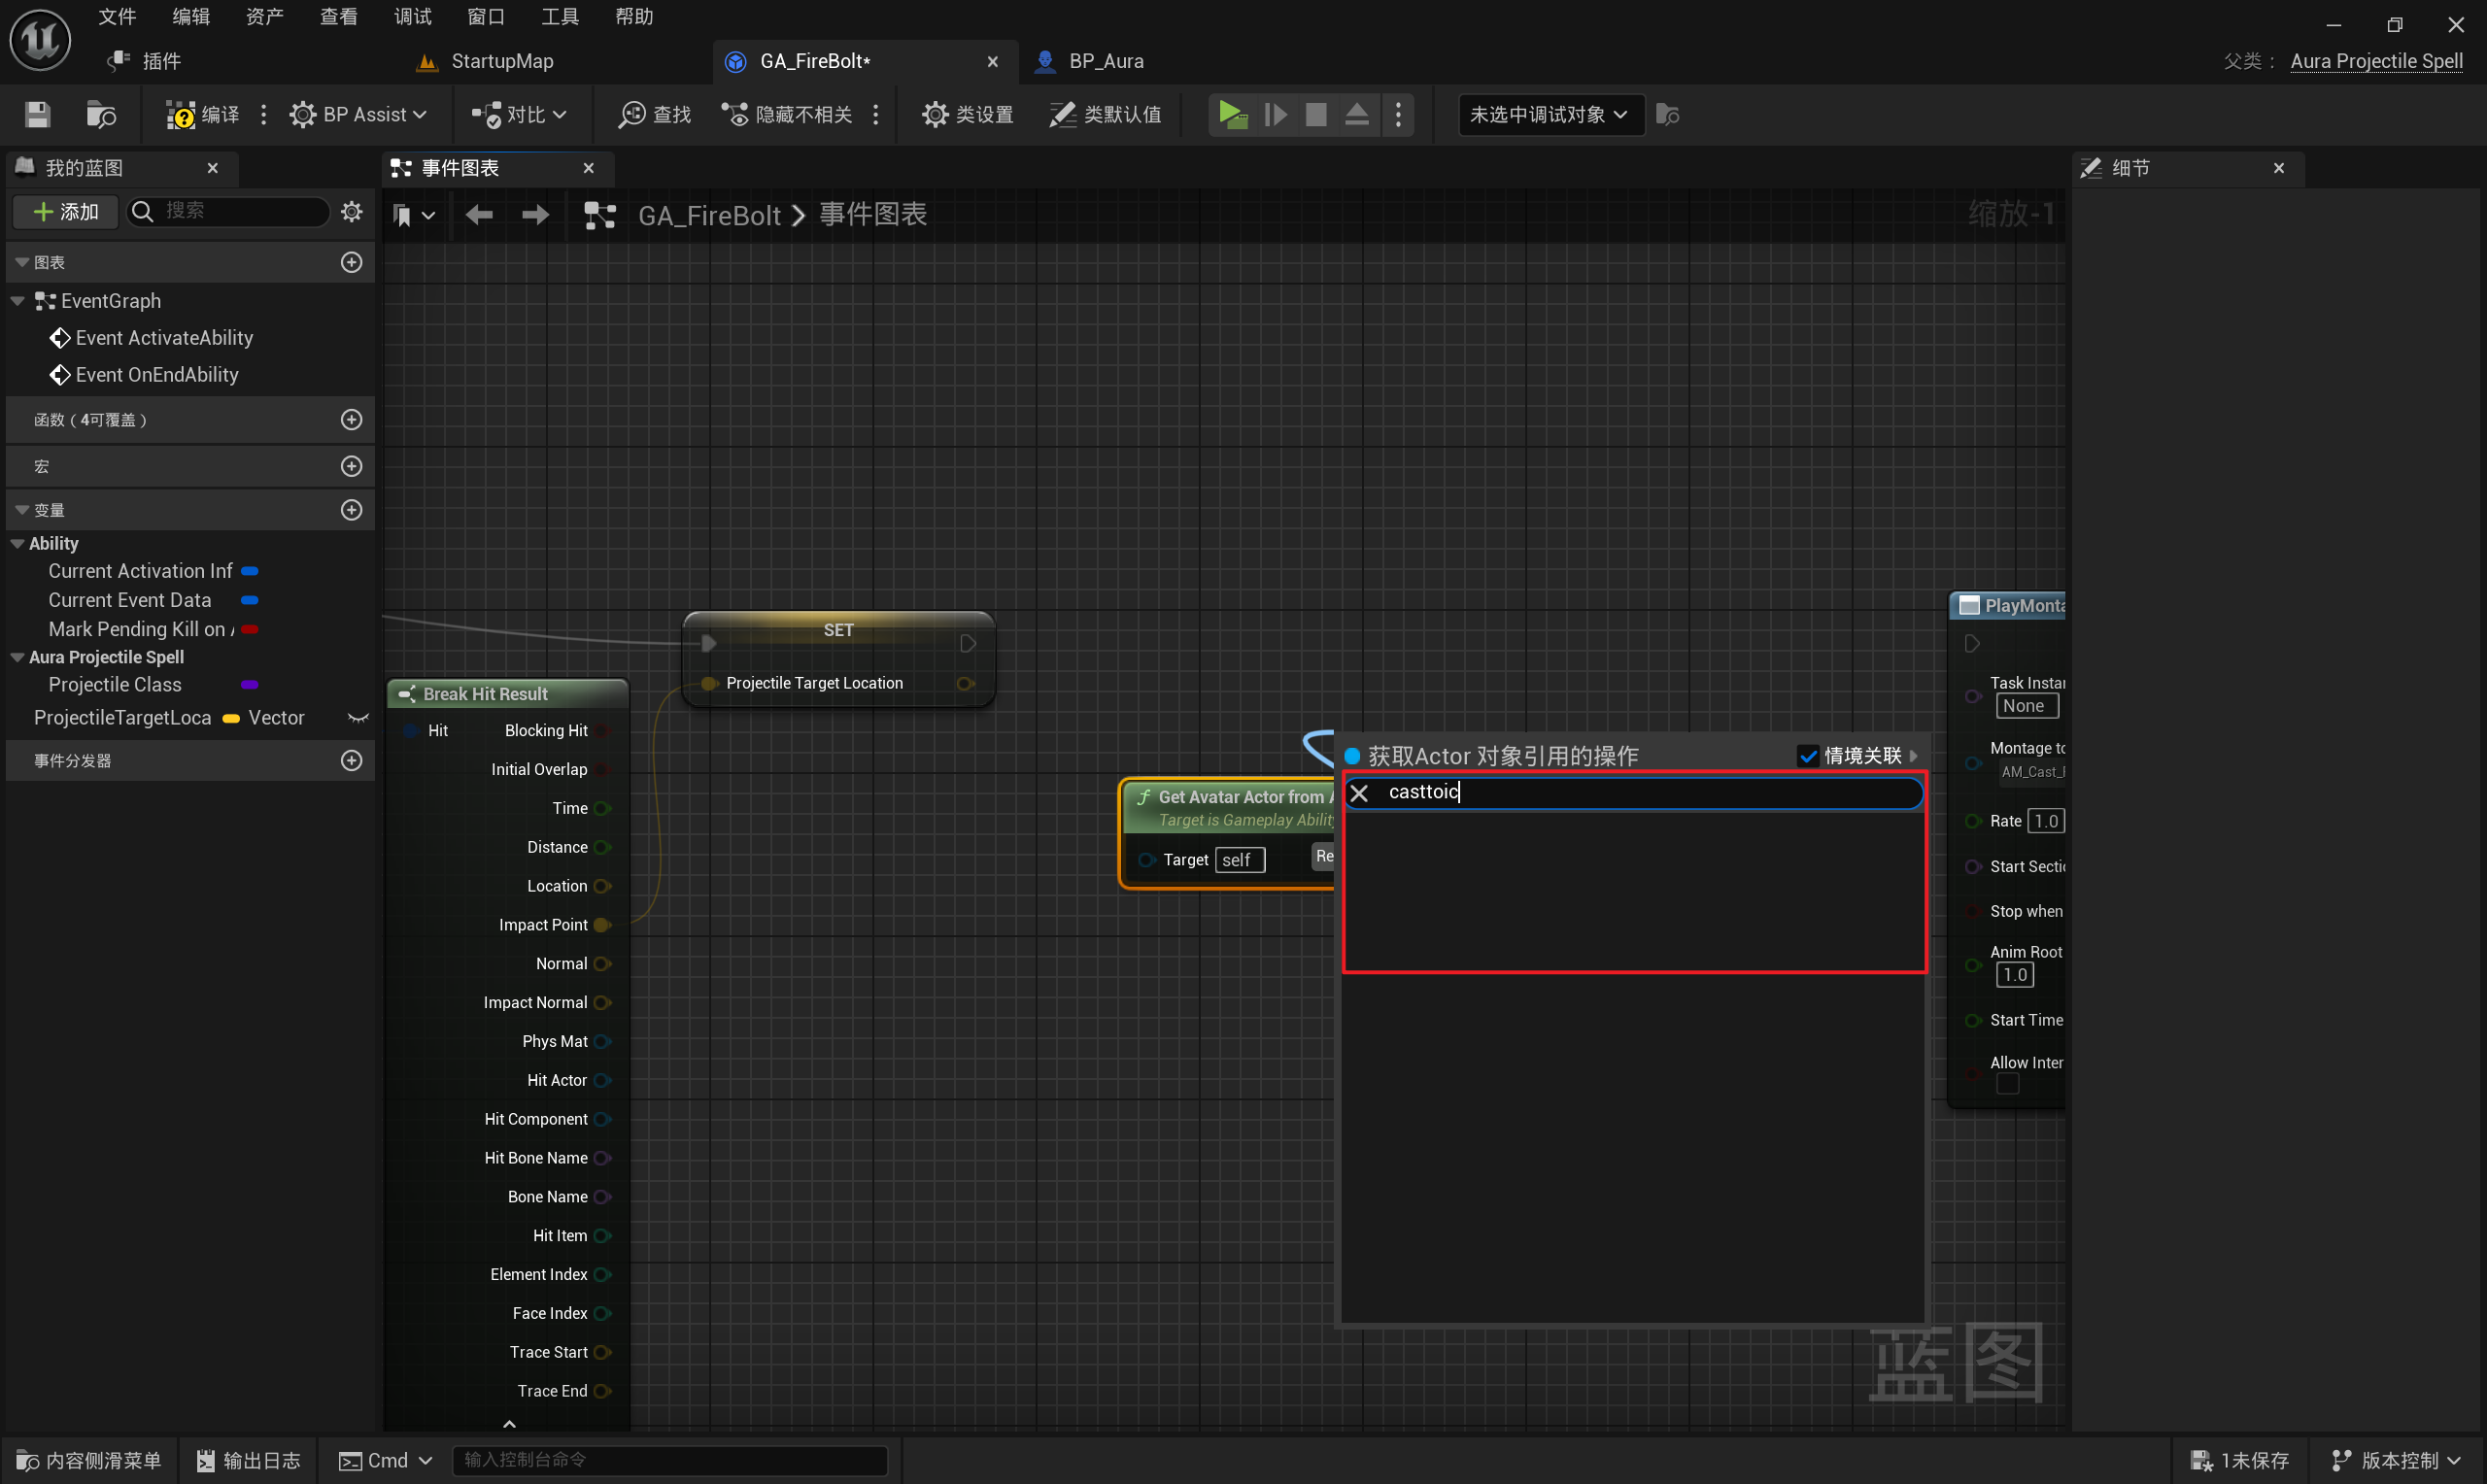 文件 编辑 资产 查看 调试 窗口 工具 帮助
插件 StartupMap GA_FireBolt* BP_Aura 父类： Aura Projectile Spell
编译 BP Assist 对比 查找 隐藏不相关 类设置 类默认值 未选中调试对象
我的蓝图
添加 搜索
图表
EventGraph
Event ActivateAbility
Event OnEndAbility
函数（4可覆盖）
宏
变量
Ability
Current Activation Inf
Current Event Data
Mark Pending Kill on
Aura Projectile Spell
Projectile Class
ProjectileTargetLoca Vector
事件分发器
事件图表
GA_FireBolt 事件图表
缩放-1
SET
Projectile Target Location
Break Hit Result
Hit Blocking Hit
Initial Overlap
Time
Distance
Location
Impact Point
Normal
Impact Normal
Phys Mat
Hit Actor
Hit Component
Hit Bone Name
Bone Name
Hit Item
Element Index
Face Index
Trace Start
Trace End
Get Avatar Actor from
Target is Gameplay Ability
Target self Re
获取Actor 对象引用的操作 情境关联
casttoic
PlayMonta
Task Instan
None
Montage to
AM_Cast_
Rate 1.0
Start Secti
Stop when
Anim Root
1.0
Start Time
Allow Inter
蓝图
细节
内容侧滑菜单 输出日志 Cmd 输入控制台命令 1未保存 版本控制